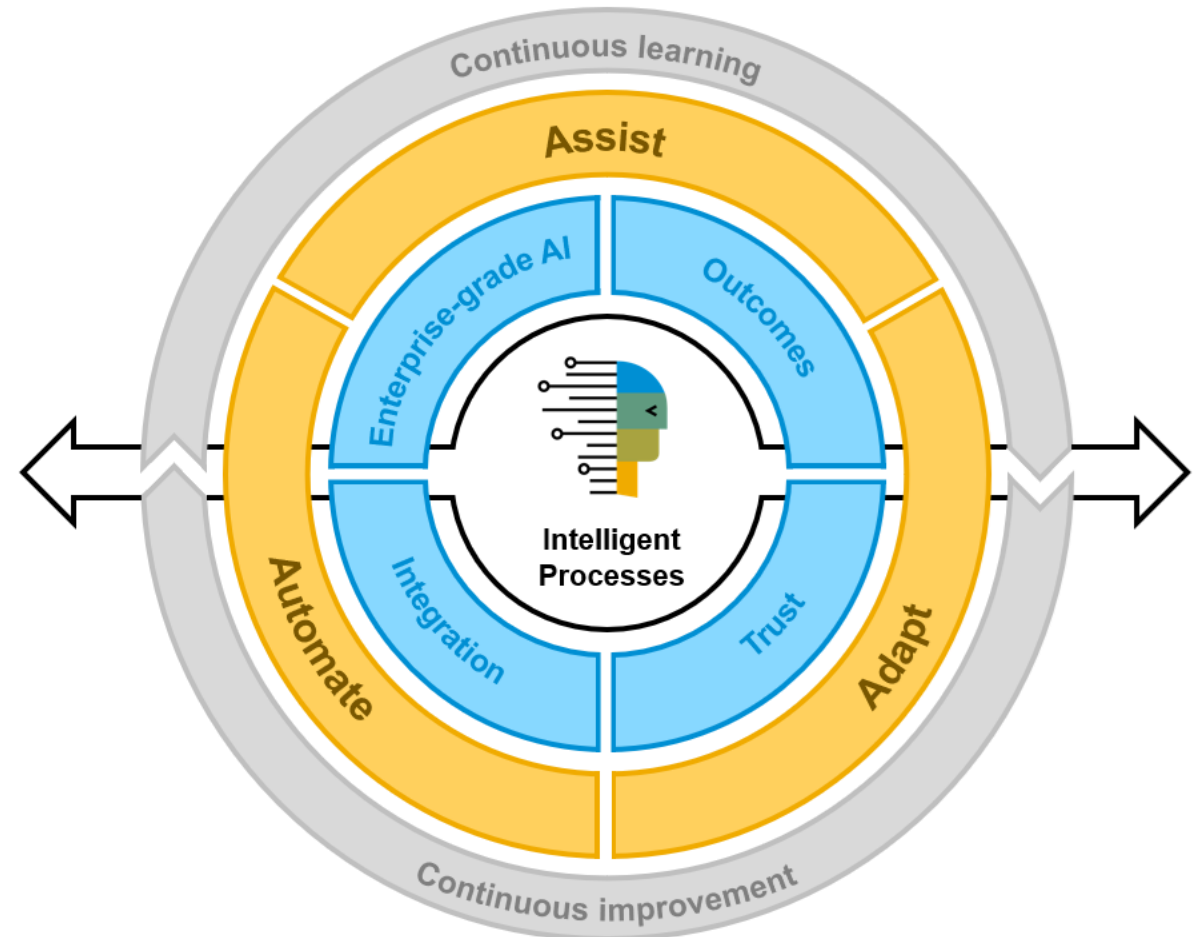 Continuous learning
Assist
Enterprise-grade AI
Outcomes
Intelligent
Processes
Automate
Integration
Trust
Adapt
Continuous improvement